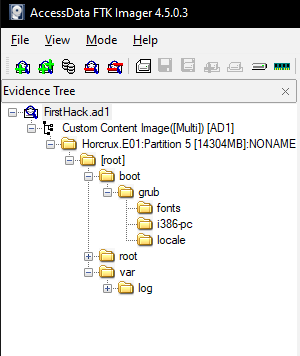 AccessData FTK Imager 4.5.0.3
File View Mode Export Help
Evidence Tree
FirstHack.ad1
Custom Content Image([Multi]) [AD1]
Horcrux.E01:Partition 5 [14304MB]:NONAME
[root]
boot
grub
fonts
i386-pc
locale
root
var
log